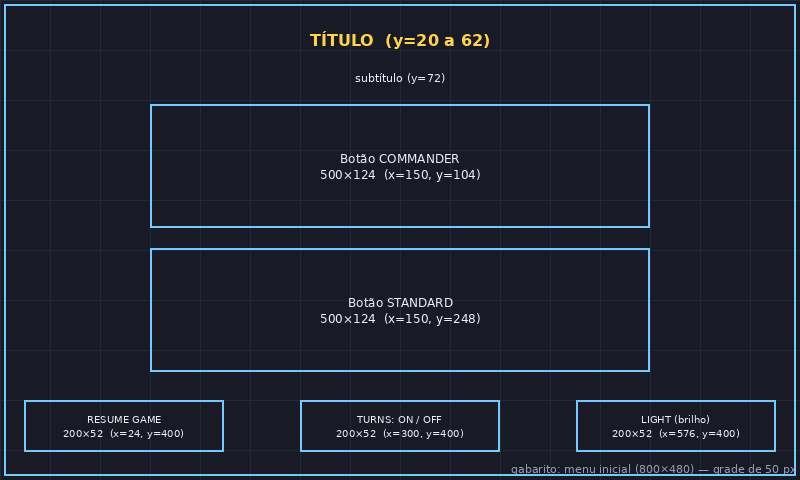 TÍTULO  (y=20 a 62)
subtítulo (y=72)
Botão COMMANDER
500×124  (x=150, y=104)
Botão STANDARD
500×124  (x=150, y=248)
RESUME GAME
200×52  (x=24, y=400)
TURNS: ON / OFF
200×52  (x=300, y=400)
LIGHT (brilho)
200×52  (x=576, y=400)
gabarito: menu inicial (800×480) — grade de 50 px